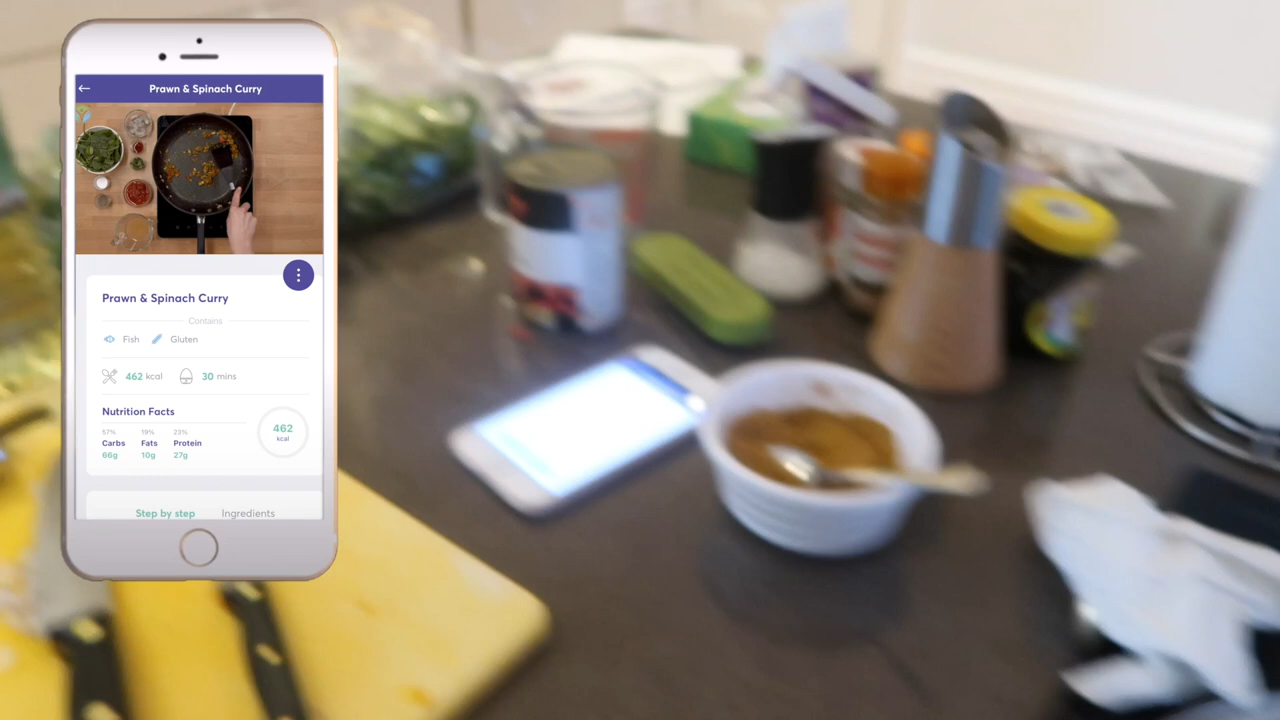 Prawn & Spinach Curry
Prawn & Spinach Curry
Contains
Fish Gluten
462 kcal 30 mins
Nutrition Facts
57% 19% 23%
Carbs Fats Protein
66g 10g 27g
462
kcal
Step by step Ingredients